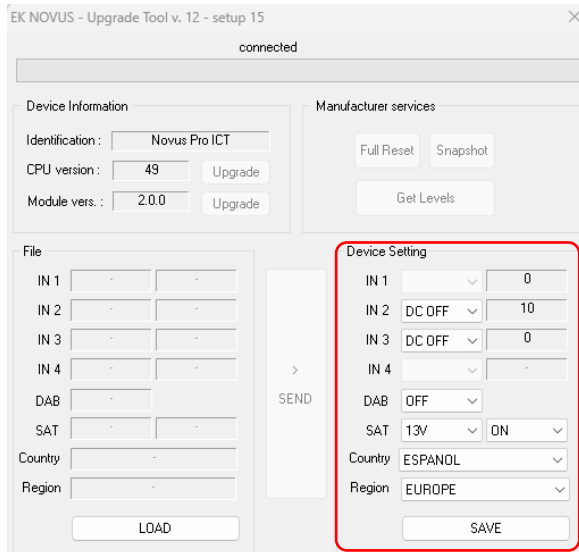 EK NOVUS - Upgrade Tool v. 12 - setup 15
connected
Device Information
Identification : Novus Pro ICT
CPU version : 49 Upgrade
Module vers. : 2.0.0 Upgrade
Manufacturer services
Full Reset Snapshot
Get Levels
File
IN 1 - -
IN 2 - -
IN 3 - -
IN 4 - -
DAB -
SAT - -
Country -
Region -
LOAD
>
SEND
Device Setting
IN 1 0
IN 2 DC OFF 10
IN 3 DC OFF 0
IN 4 -
DAB OFF
SAT 13V ON
Country ESPANOL
Region EUROPE
SAVE